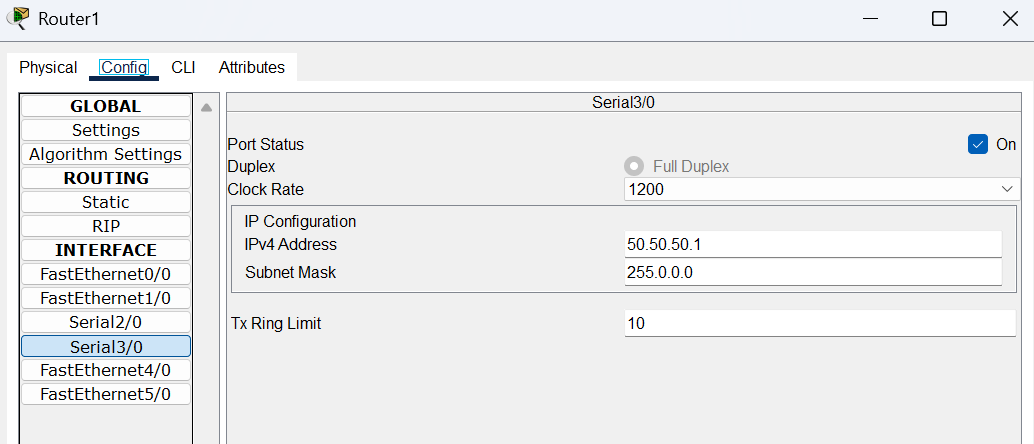 Router1
Physical Config CLI Attributes
GLOBAL
Settings
Algorithm Settings
ROUTING
Static
RIP
INTERFACE
FastEthernet0/0
FastEthernet1/0
Serial2/0
Serial3/0
FastEthernet4/0
FastEthernet5/0
Serial3/0
Port Status On
Duplex Full Duplex
Clock Rate 1200
IP Configuration
IPv4 Address 50.50.50.1
Subnet Mask 255.0.0.0
Tx Ring Limit 10